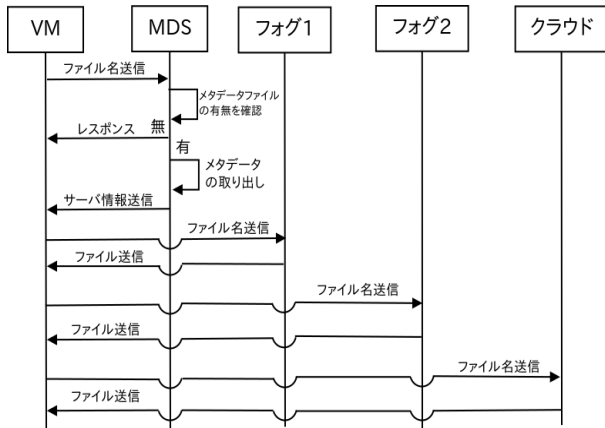 VM
MDS
フォグ1
フォグ2
クラウド
ファイル名送信
メタデータファイル
の有無を確認
レスポンス
無
有
メタデータ
の取り出し
サーバ情報送信
ファイル名送信
ファイル送信
ファイル名送信
ファイル送信
ファイル名送信
ファイル送信